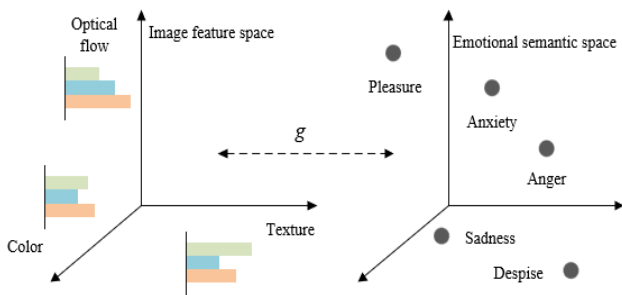 Optical
flow
Image feature space
Color
Texture
g
Emotional semantic space
Pleasure
Anxiety
Anger
Sadness
Despise